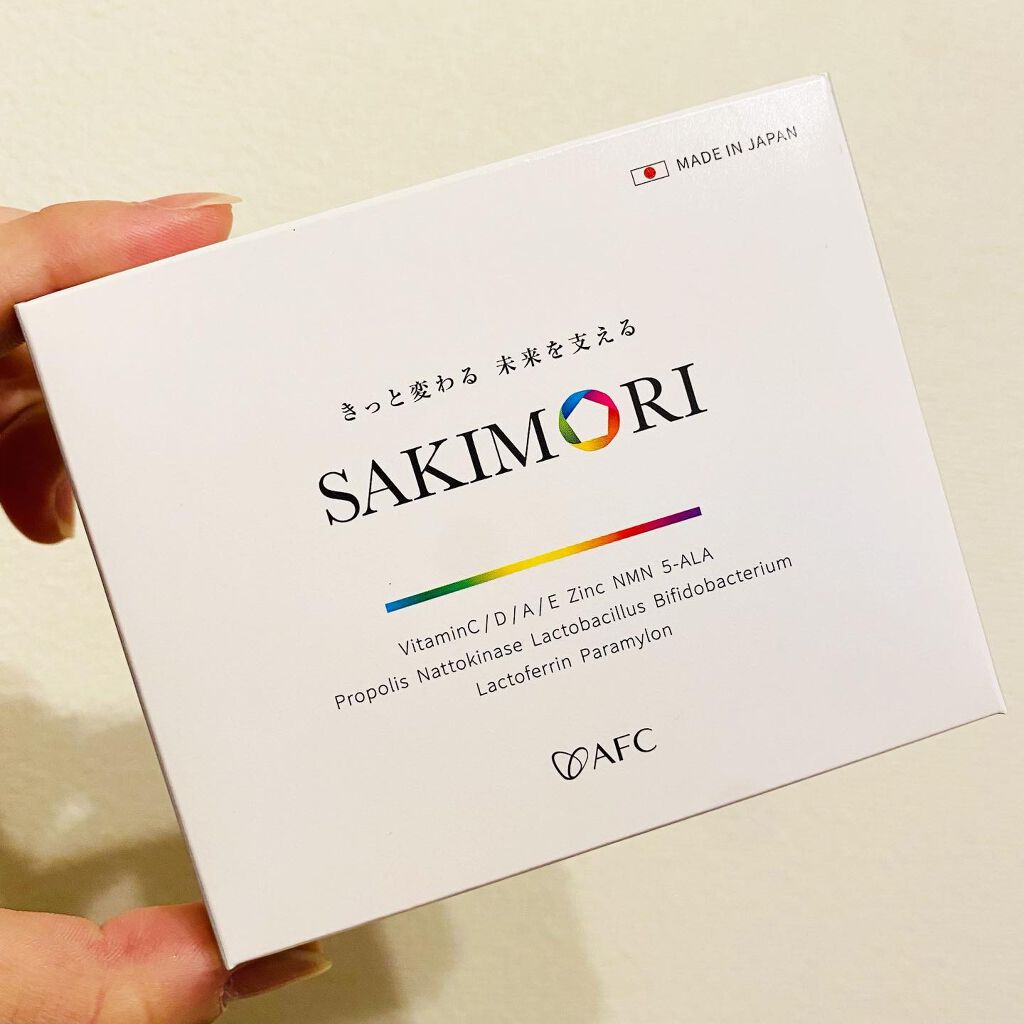 MADE IN JAPAN
きっと変わる 未来を支える
SAKIMORI
VitaminC / D / A / E Zinc NMN 5-ALA
Propolis Nattokinase Lactobacillus Bifidobacterium
Lactoferrin Paramylon
AFC